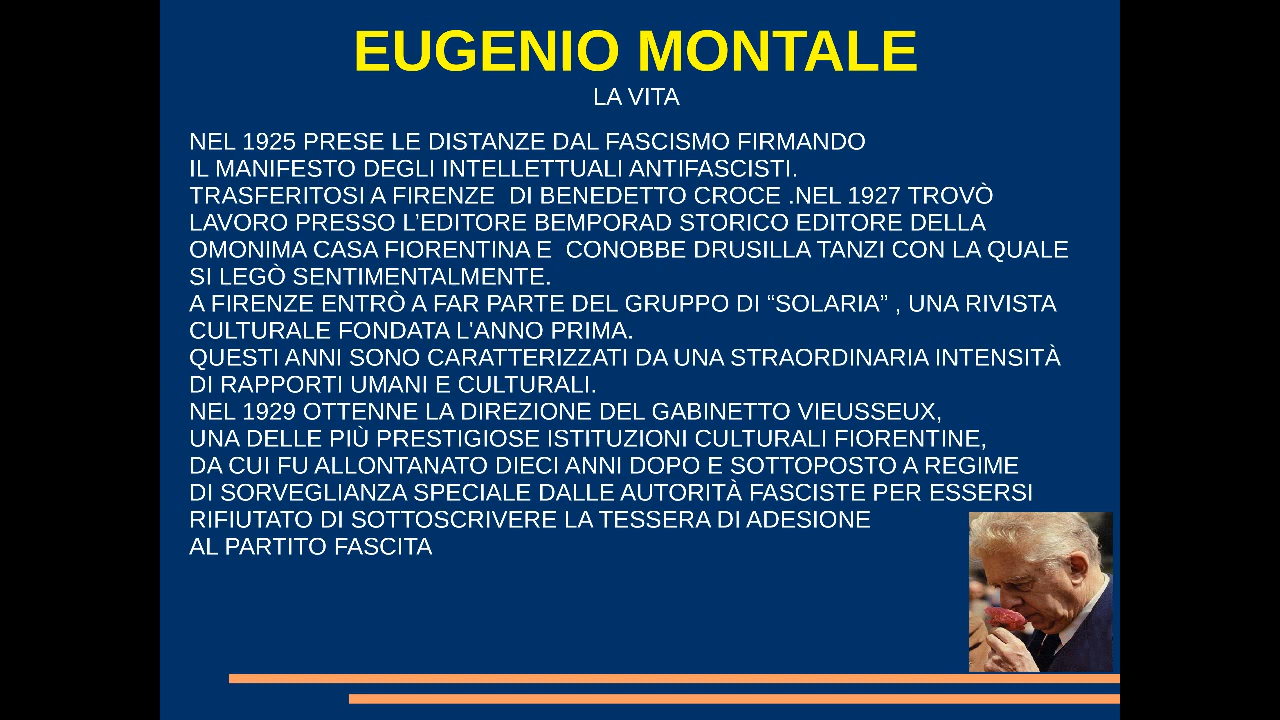 EUGENIO MONTALE
LA VITA
NEL 1925 PRESE LE DISTANZE DAL FASCISMO FIRMANDO
IL MANIFESTO DEGLI INTELLETTUALI ANTIFASCISTI.
TRASFERITOSI A FIRENZE  DI BENEDETTO CROCE .NEL 1927 TROVÒ
LAVORO PRESSO L’EDITORE BEMPORAD STORICO EDITORE DELLA
OMONIMA CASA FIORENTINA E  CONOBBE DRUSILLA TANZI CON LA QUALE
SI LEGÒ SENTIMENTALMENTE.
A FIRENZE ENTRÒ A FAR PARTE DEL GRUPPO DI “SOLARIA” , UNA RIVISTA
CULTURALE FONDATA L'ANNO PRIMA.
QUESTI ANNI SONO CARATTERIZZATI DA UNA STRAORDINARIA INTENSITÀ
DI RAPPORTI UMANI E CULTURALI.
NEL 1929 OTTENNE LA DIREZIONE DEL GABINETTO VIEUSSEUX,
UNA DELLE PIÙ PRESTIGIOSE ISTITUZIONI CULTURALI FIORENTINE,
DA CUI FU ALLONTANATO DIECI ANNI DOPO E SOTTOPOSTO A REGIME
DI SORVEGLIANZA SPECIALE DALLE AUTORITÀ FASCISTE PER ESSERSI
RIFIUTATO DI SOTTOSCRIVERE LA TESSERA DI ADESIONE
AL PARTITO FASCITA